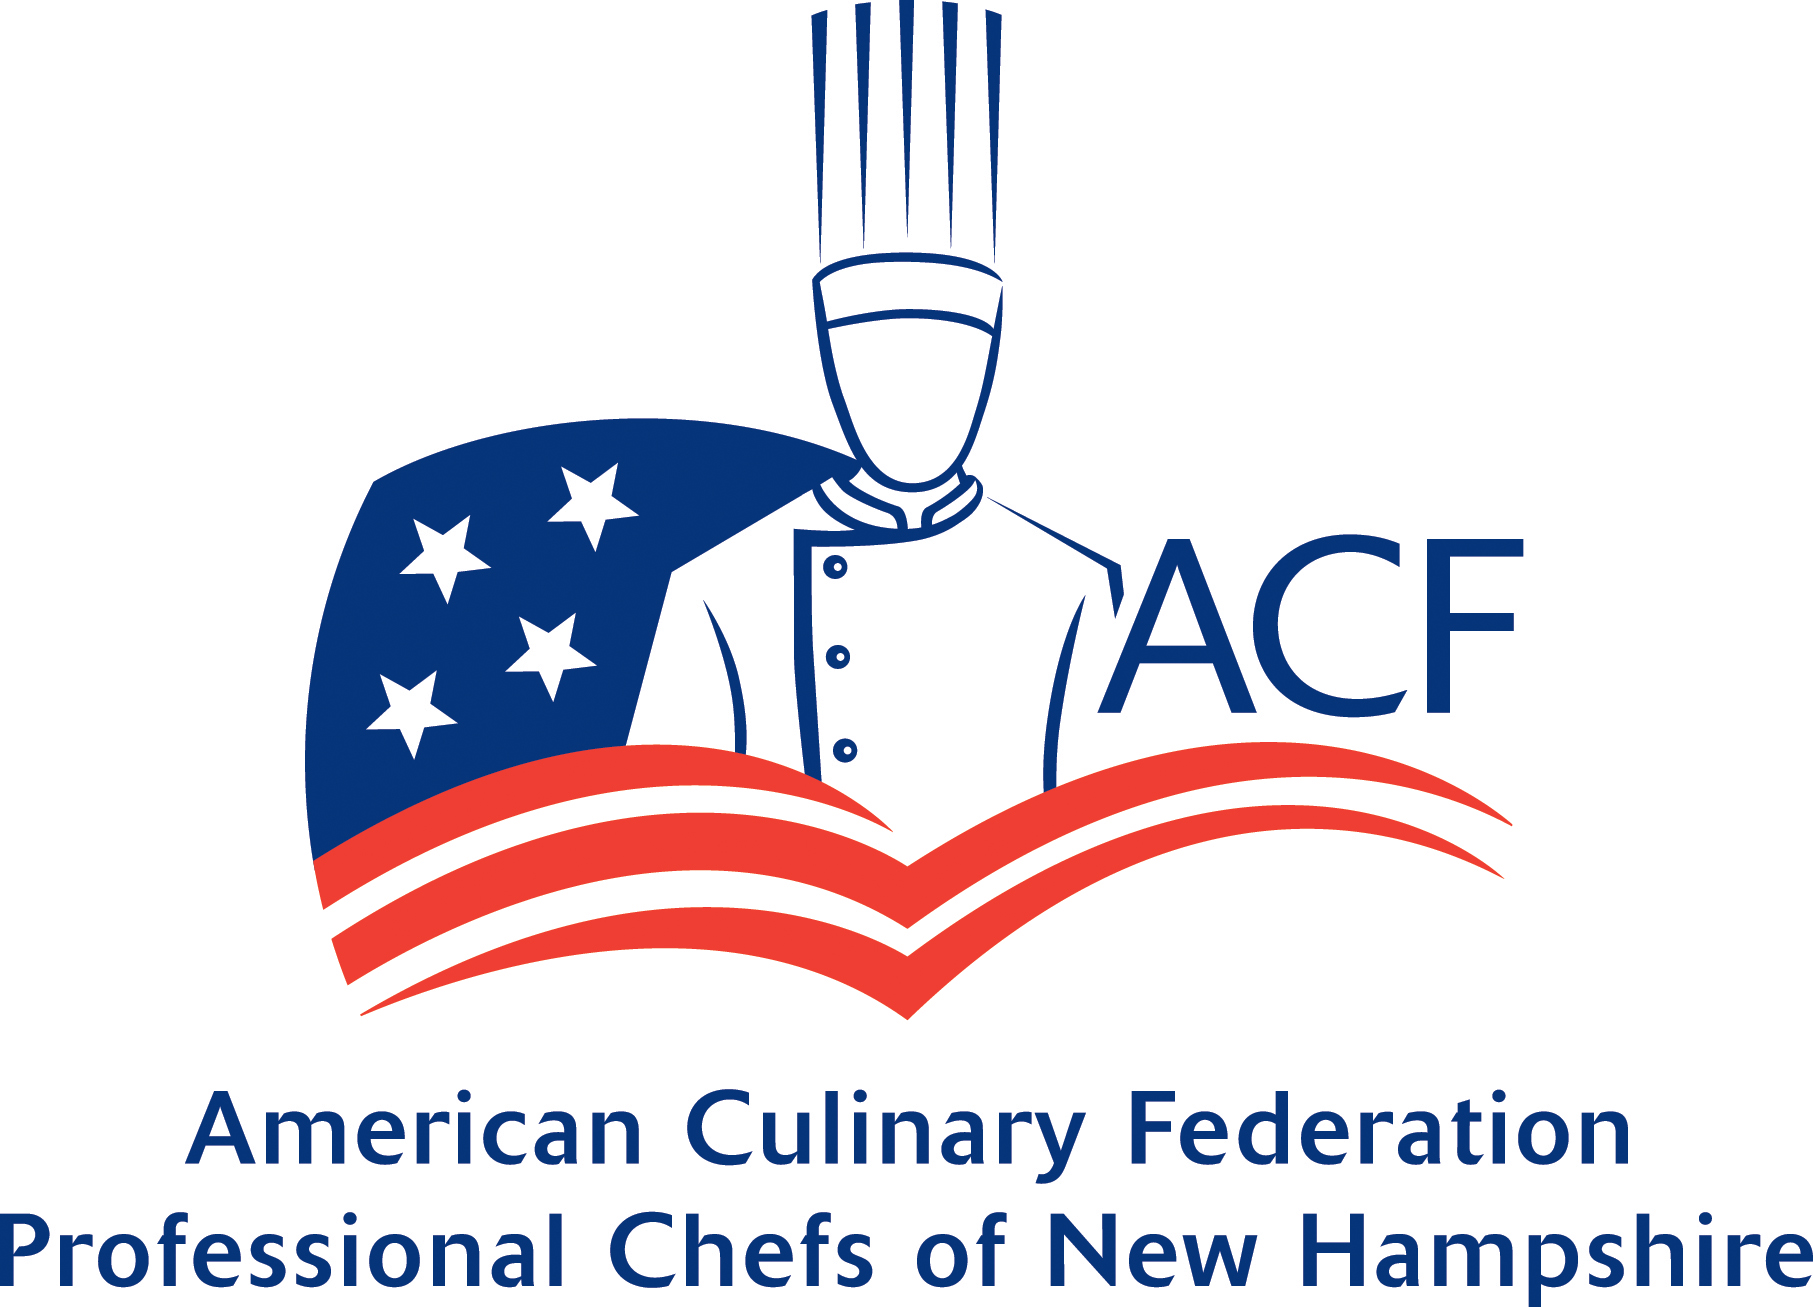 ACF
American Culinary Federation
Professional Chefs of New Hampshire